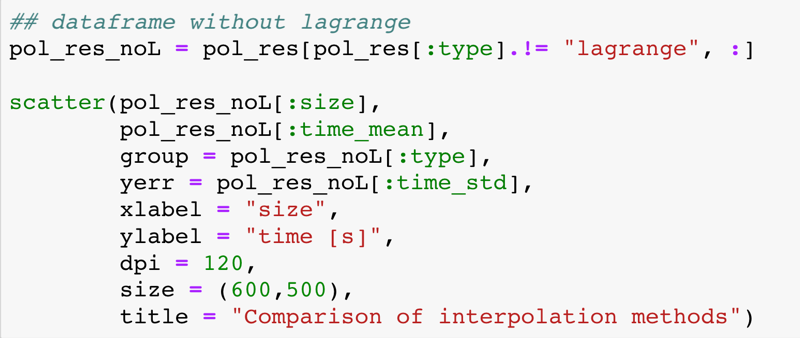 ## dataframe without lagrange
pol_res_noL = pol_res[pol_res[:type].!= "lagrange", :]
scatter(pol_res_noL[:size],
pol_res_noL[:time_mean],
group = pol_res_noL[:type],
yerr = pol_res_noL[:time_std],
xlabel = "size",
ylabel = "time [s]",
dpi = 120,
size = (600,500),
title = "Comparison of interpolation methods")